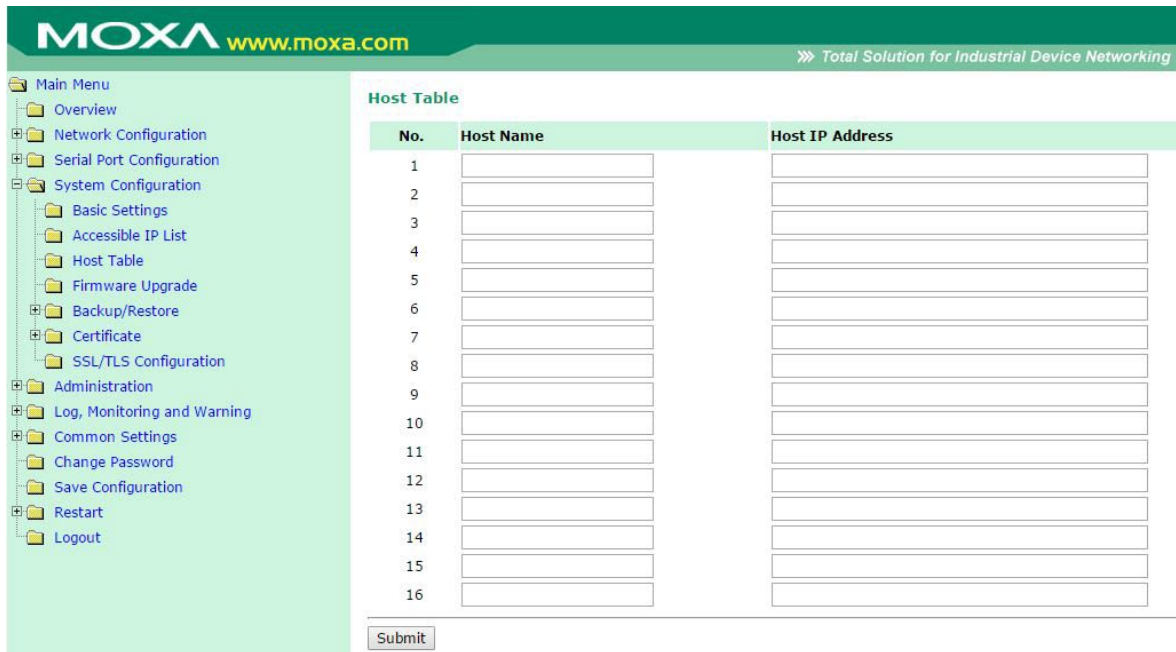 MOXA www.moxa.com
Total Solution for Industrial Device Networking
Main Menu
Overview
Network Configuration
Serial Port Configuration
System Configuration
Basic Settings
Accessible IP List
Host Table
Firmware Upgrade
Backup/Restore
Certificate
SSL/TLS Configuration
Administration
Log, Monitoring and Warning
Common Settings
Change Password
Save Configuration
Restart
Logout
Host Table
No. Host Name Host IP Address
1
2
3
4
5
6
7
8
9
10
11
12
13
14
15
16
Submit